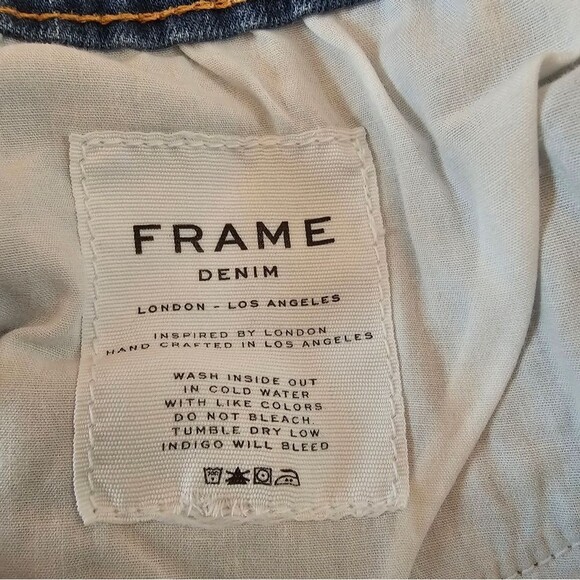 FRAME
DENIM
LONDON - LOS ANGELES
INSPIRED BY LONDON
HAND CRAFTED IN LOS ANGELES
WASH INSIDE OUT
IN COLD WATER
WITH LIKE COLORS
DO NOT BLEACH
TUMBLE DRY LOW
INDIGO WILL BLEED